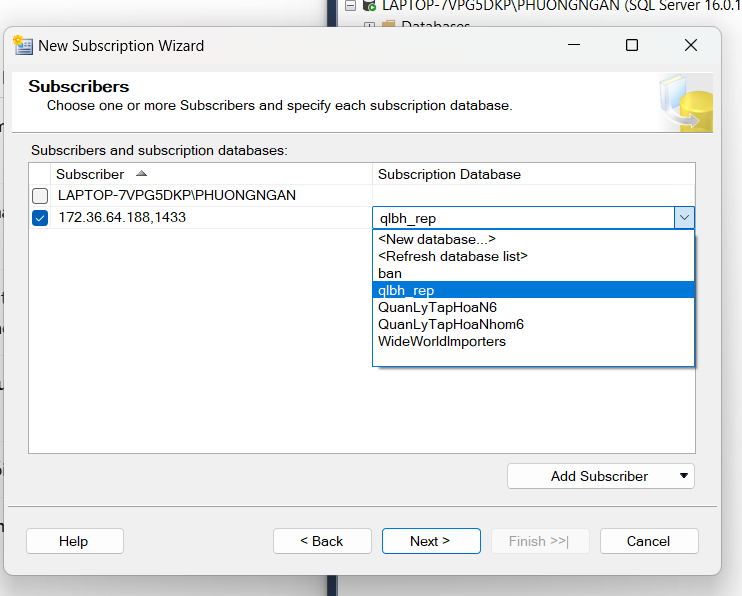 LAPTOP-7VPG5DKP\PHUONGNGAN (SQL Server 16.0.1
Databases
New Subscription Wizard
Subscribers
Choose one or more Subscribers and specify each subscription database.
Subscribers and subscription databases:
Subscriber Subscription Database
LAPTOP-7VPG5DKP\PHUONGNGAN
172.36.64.188,1433 qlbh_rep
<New database...>
<Refresh database list>
ban
qlbh_rep
QuanLyTapHoaN6
QuanLyTapHoaNhom6
WideWorldImporters
Add Subscriber
Help < Back Next > Finish >>| Cancel